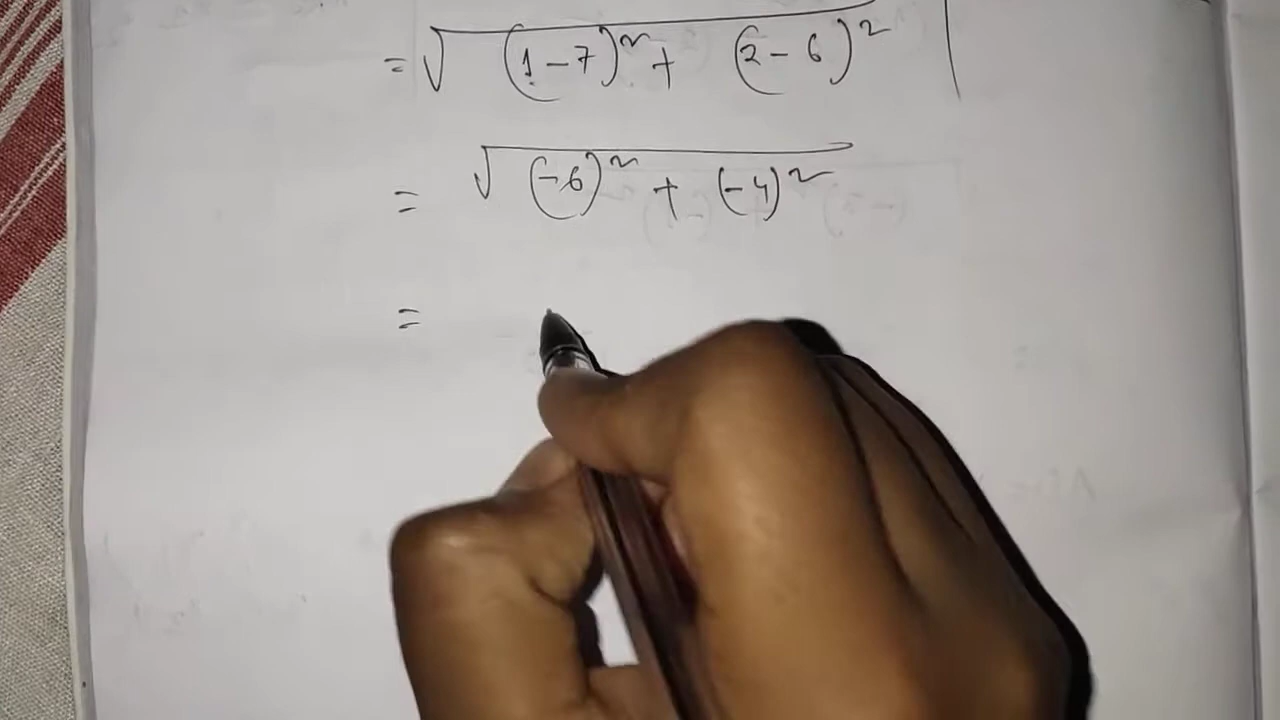 = √(1-7)² + (2-6)²
= √(-6)² + (-4)²
=